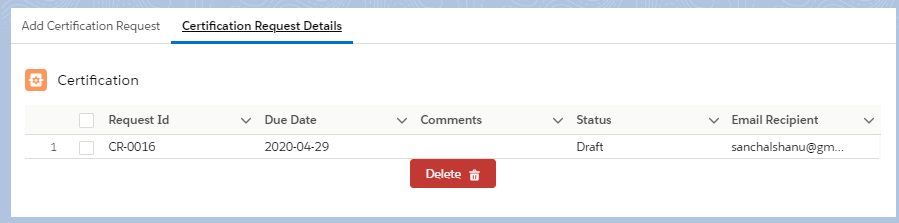 Add Certification Request Certification Request Details
Certification
Request Id Due Date Comments Status Email Recipient
1 CR-0016 2020-04-29 Draft sanchalshanu@gm...
Delete